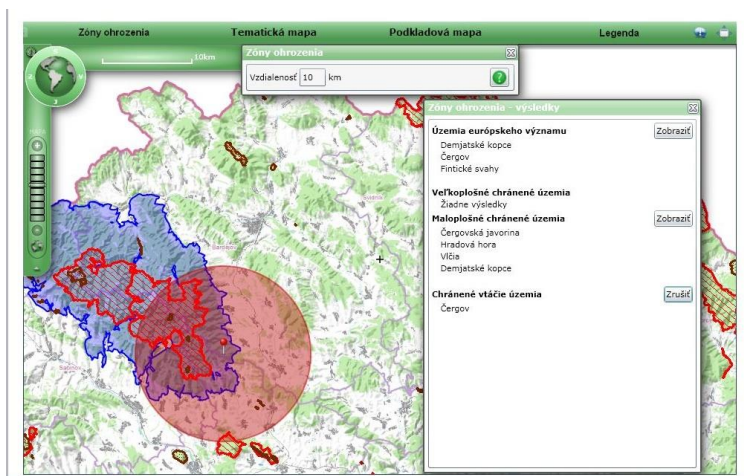 Zóny ohrozenia
Tematická mapa
Podkladová mapa
Legenda
10km
Zóny ohrozenia
Vzdialenosť 10 km
?
Zóny ohrozenia - výsledky
Územia európskeho významu
Zobraziť
Demjatské kopce
Čergov
Fintické svahy
Veľkoplošné chránené územia
Žiadne výsledky
Maloplošné chránené územia
Zobraziť
Čergovská javorina
Hradová hora
Vlčia
Demjatské kopce
Chránené vtáčie územia
Zrušiť
Čergov